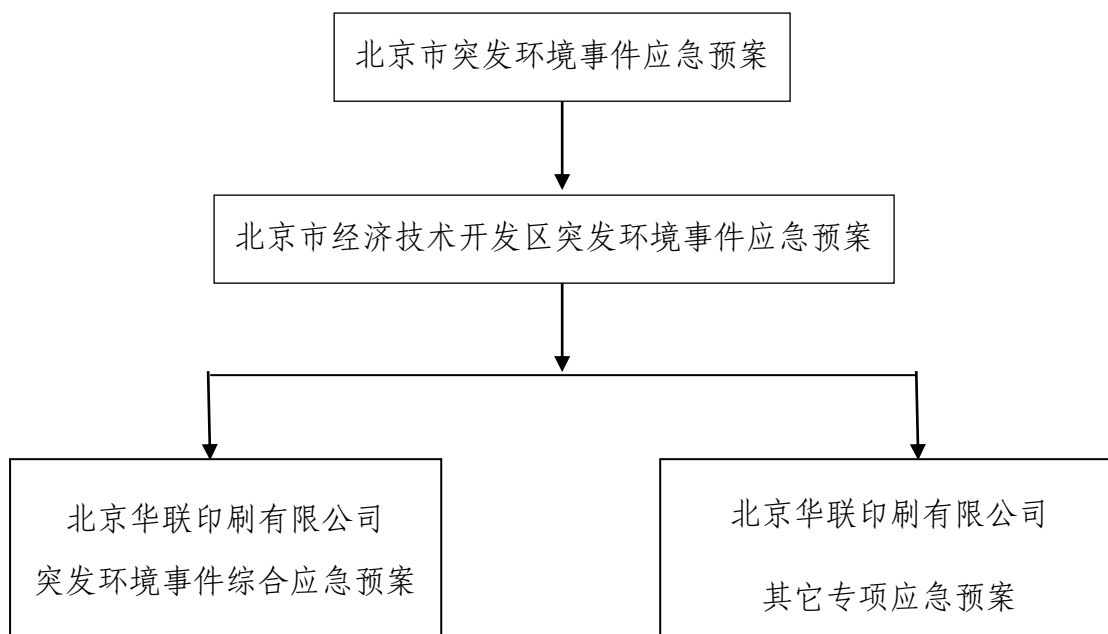 北京市突发环境事件应急预案
北京市经济技术开发区突发环境事件应急预案
北京华联印刷有限公司
突发环境事件综合应急预案
北京华联印刷有限公司
其它专项应急预案